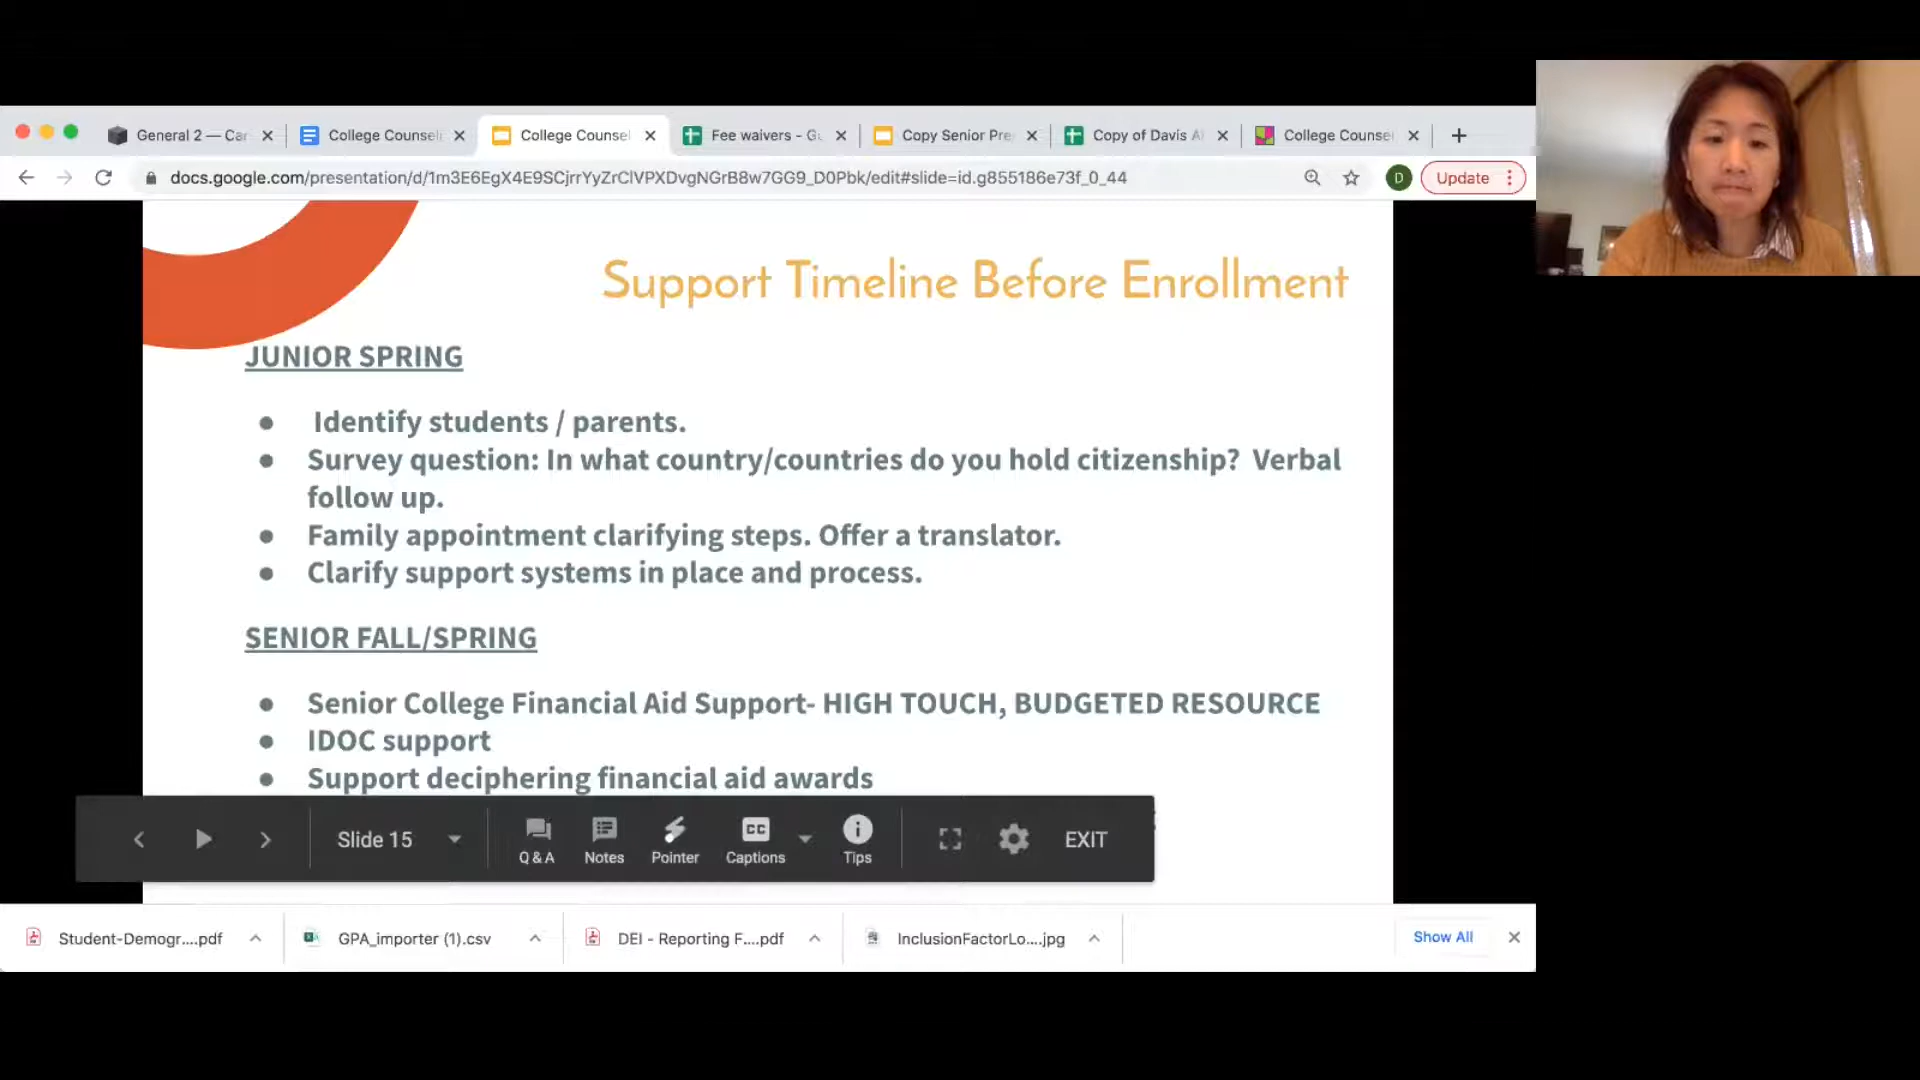 General 2 — Car
College Counseli
College Counsel
Fee waivers - Gu
Copy Senior Pre
Copy of Davis Al
College Counsel
docs.google.com/presentation/d/1m3E6EgX4E9SCjrrYyZrClVPXDvgNGrB8w7GG9_D0Pbk/edit#slide=id.g855186e73f_0_44
D
Update
Support Timeline Before Enrollment
JUNIOR SPRING
● Identify students / parents.
● Survey question: In what country/countries do you hold citizenship? Verbal
follow up.
● Family appointment clarifying steps. Offer a translator.
● Clarify support systems in place and process.
SENIOR FALL/SPRING
● Senior College Financial Aid Support- HIGH TOUCH, BUDGETED RESOURCE
● IDOC support
● Support deciphering financial aid awards
Slide 15
Q & A
Notes
Pointer
CC
Captions
Tips
EXIT
Student-Demogr....pdf
GPA_importer (1).csv
DEI - Reporting F....pdf
InclusionFactorLo....jpg
Show All